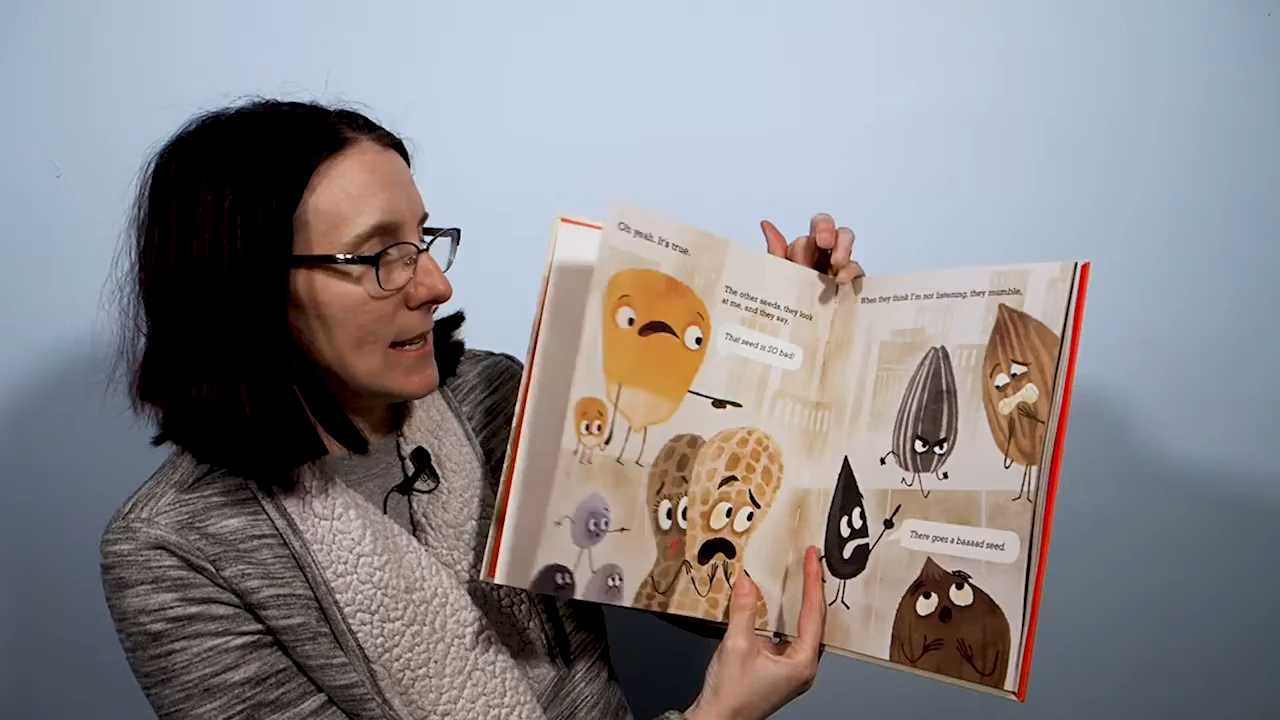 Oh yeah. It's true.
The other seeds, they look
at me, and they say,
That seed is SO bad!
When they think I'm not listening, they mumble,
There goes a baaaad seed.